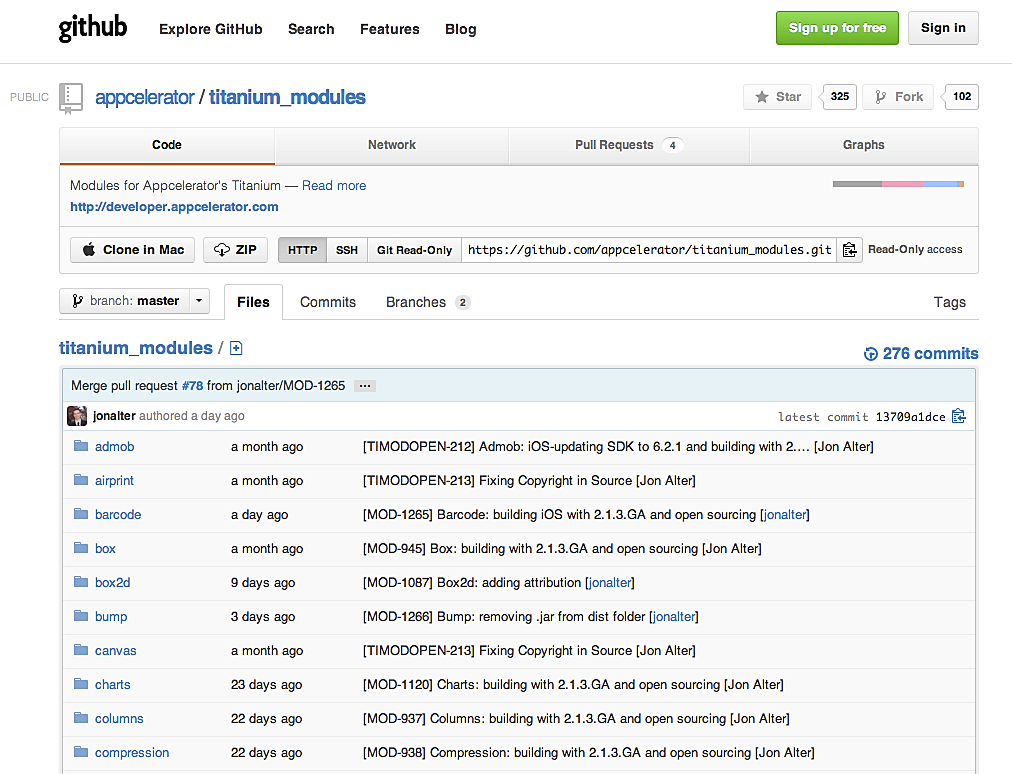 github Explore GitHub Search Features Blog Sign up for free Sign in
PUBLIC appcelerator / titanium_modules Star 325 Fork 102
Code Network Pull Requests 4 Graphs
Modules for Appcelerator's Titanium — Read more
http://developer.appcelerator.com
Clone in Mac ZIP HTTP SSH Git Read-Only https://github.com/appcelerator/titanium_modules.git Read-Only access
branch: master Files Commits Branches 2 Tags
titanium_modules / 276 commits
Merge pull request #78 from jonalter/MOD-1265 ...
jonalter authored a day ago latest commit 13709a1dce
admob a month ago [TIMODOPEN-212] Admob: iOS-updating SDK to 6.2.1 and building with 2.… [Jon Alter]
airprint a month ago [TIMODOPEN-213] Fixing Copyright in Source [Jon Alter]
barcode a day ago [MOD-1265] Barcode: building iOS with 2.1.3.GA and open sourcing [jonalter]
box a month ago [MOD-945] Box: building with 2.1.3.GA and open sourcing [Jon Alter]
box2d 9 days ago [MOD-1087] Box2d: adding attribution [jonalter]
bump 3 days ago [MOD-1266] Bump: removing .jar from dist folder [jonalter]
canvas a month ago [TIMODOPEN-213] Fixing Copyright in Source [Jon Alter]
charts 23 days ago [MOD-1120] Charts: building with 2.1.3.GA and open sourcing [Jon Alter]
columns 22 days ago [MOD-937] Columns: building with 2.1.3.GA and open sourcing [Jon Alter]
compression 22 days ago [MOD-938] Compression: building with 2.1.3.GA and open sourcing [Jon Alter]